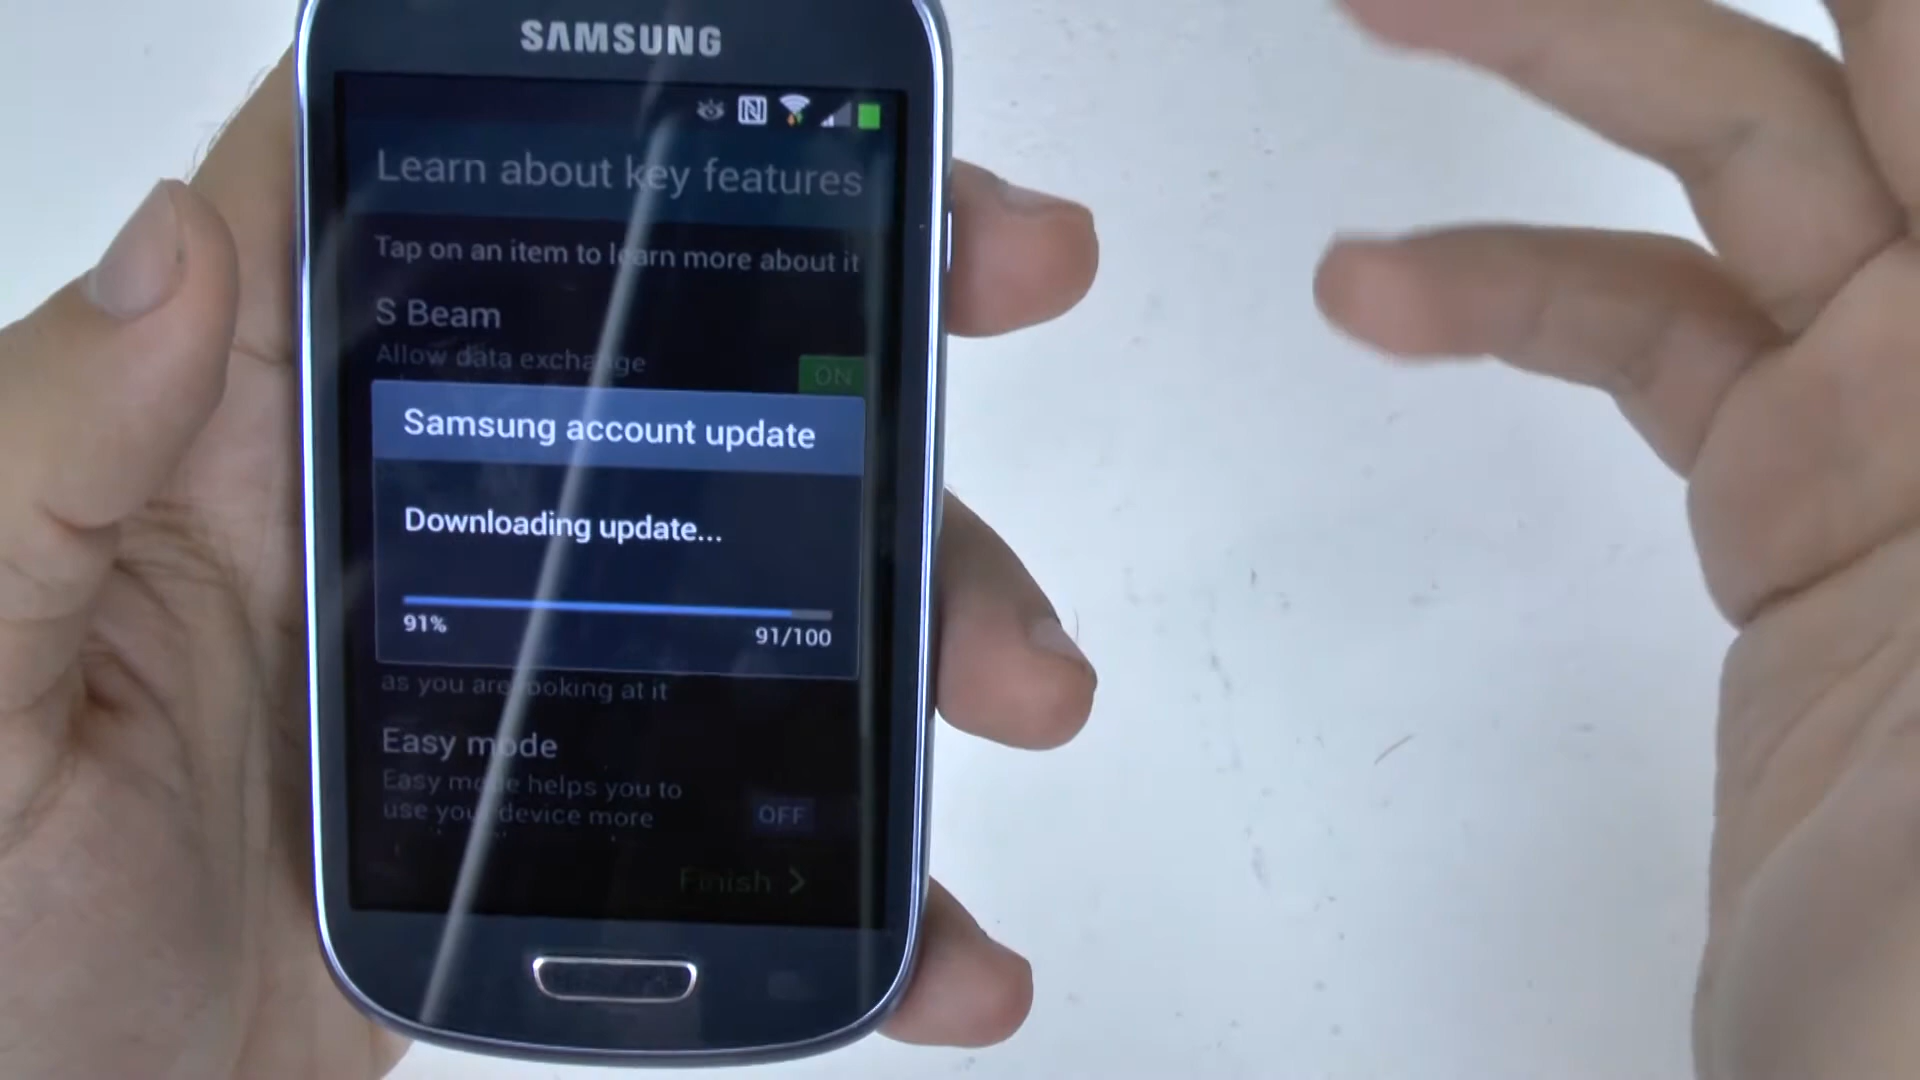 SAMSUNG
Learn about key features
Tap on an item to learn more about it
S Beam
Allow data exchange
ON
Samsung account update
Downloading update...
91%
91/100
as you are looking at it
Easy mode
Easy mode helps you to
use your device more
OFF
Finish